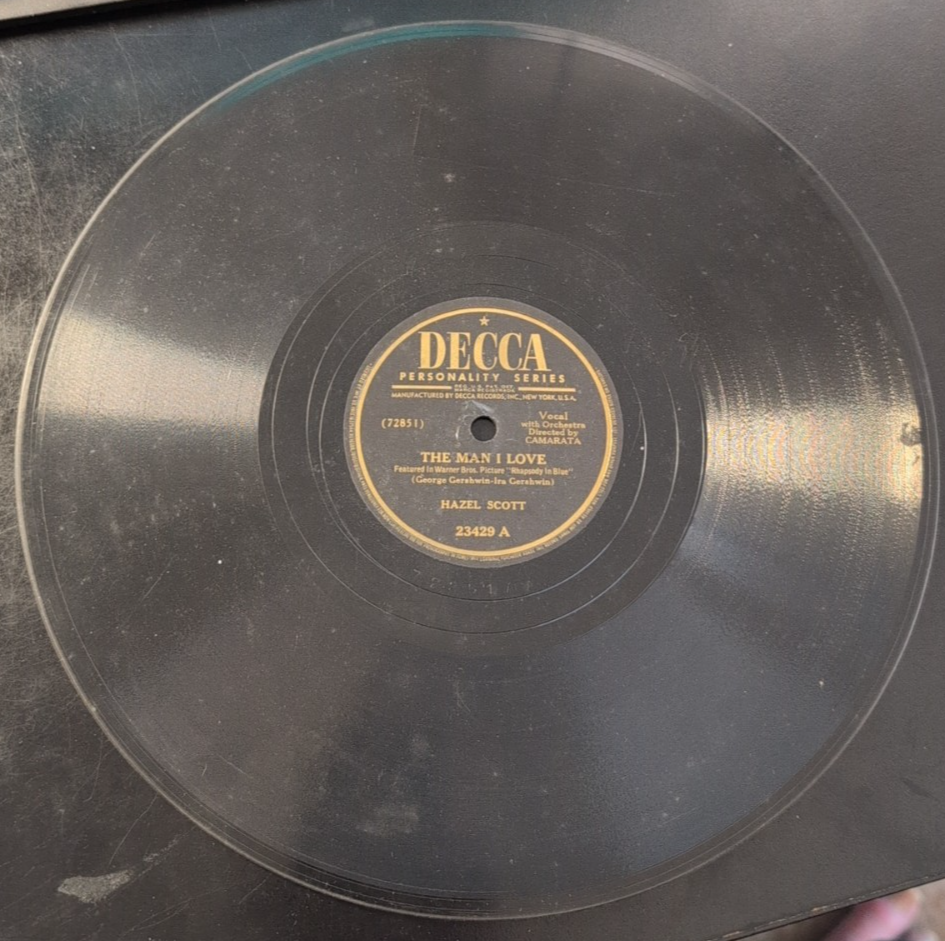 DECCA
PERSONALITY SERIES
MANUFACTURED BY DECCA RECORDS, INC., NEW YORK, U.S.A.
(72851)
Vocal
with Orchestra
Directed by
CAMARATA
THE MAN I LOVE
Featured in Warner Bros. Picture "Rhapsody in Blue"
(George Gershwin-Ira Gershwin)
HAZEL SCOTT
23429 A